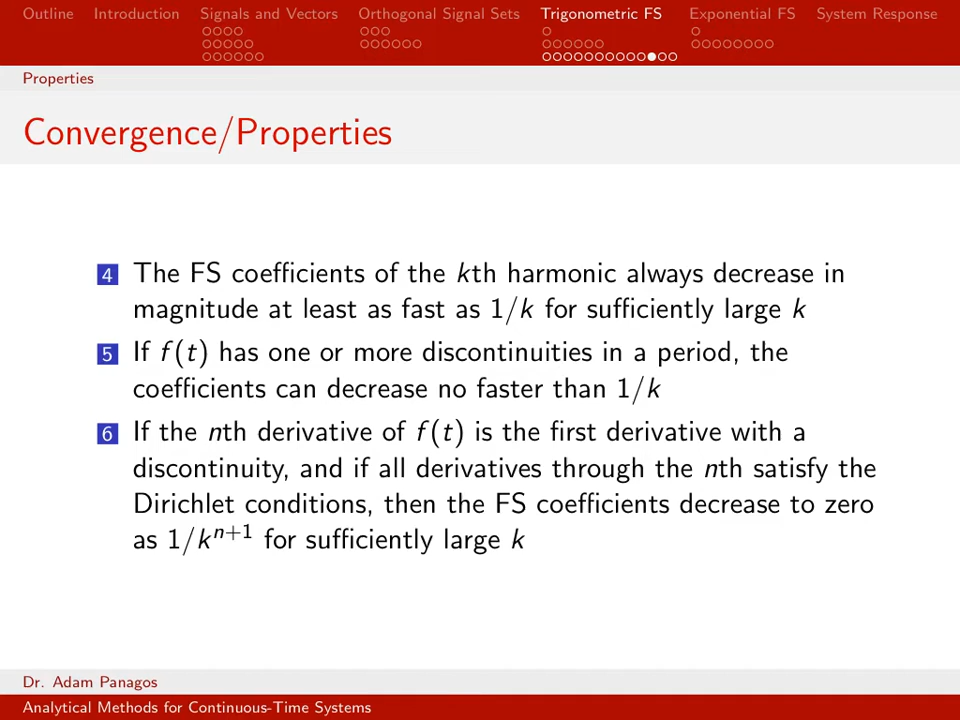 Outline Introduction Signals and Vectors Orthogonal Signal Sets Trigonometric FS Exponential FS System Response
Properties
Convergence/Properties
4 The FS coefficients of the kth harmonic always decrease in
magnitude at least as fast as 1/k for sufficiently large k
5 If f(t) has one or more discontinuities in a period, the
coefficients can decrease no faster than 1/k
6 If the nth derivative of f(t) is the first derivative with a
discontinuity, and if all derivatives through the nth satisfy the
Dirichlet conditions, then the FS coefficients decrease to zero
as 1/k^{n+1} for sufficiently large k
Dr. Adam Panagos
Analytical Methods for Continuous-Time Systems